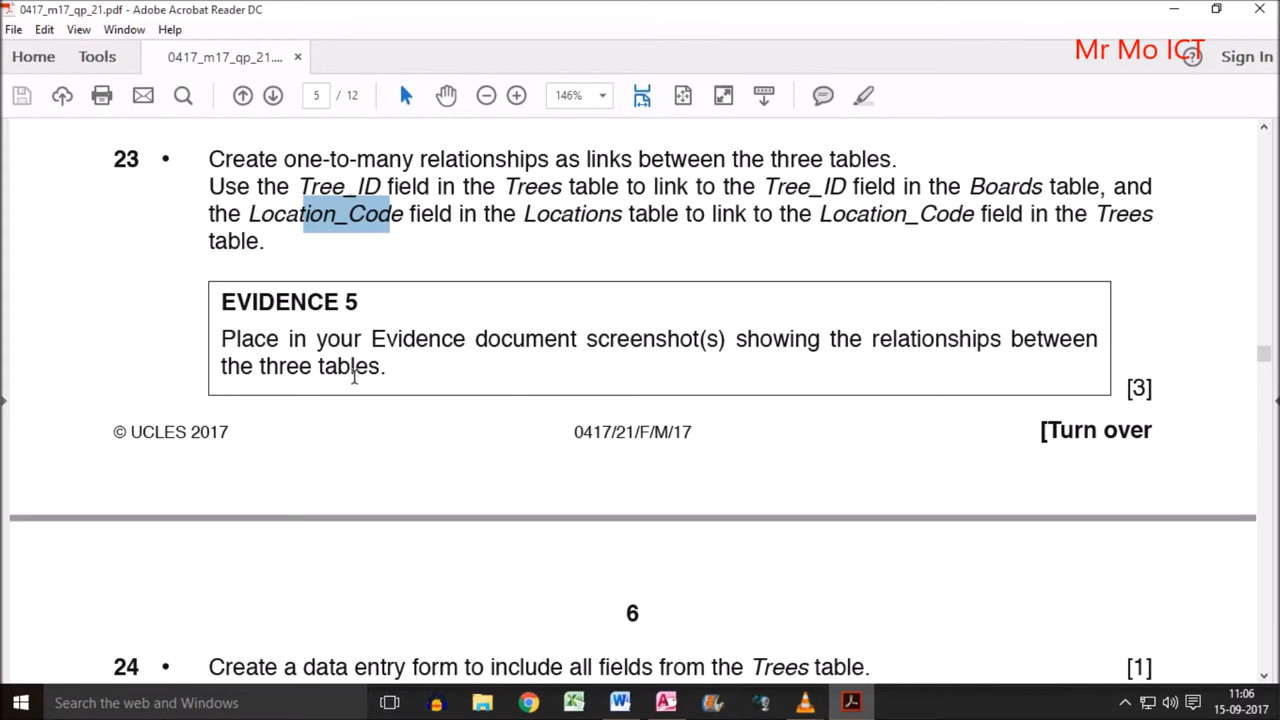 0417_m17_qp_21.pdf - Adobe Acrobat Reader DC
File Edit View Window Help
Mr Mo ICT
Home Tools 0417_m17_qp_21.... × ? Sign In
5 / 12 146%
23 • Create one-to-many relationships as links between the three tables.
Use the Tree_ID field in the Trees table to link to the Tree_ID field in the Boards table, and
the Location_Code field in the Locations table to link to the Location_Code field in the Trees
table.
EVIDENCE 5
Place in your Evidence document screenshot(s) showing the relationships between
the three tables.
[3]
© UCLES 2017 0417/21/F/M/17 [Turn over
6
24 • Create a data entry form to include all fields from the Trees table. [1]
Search the web and Windows
11:06
15-09-2017